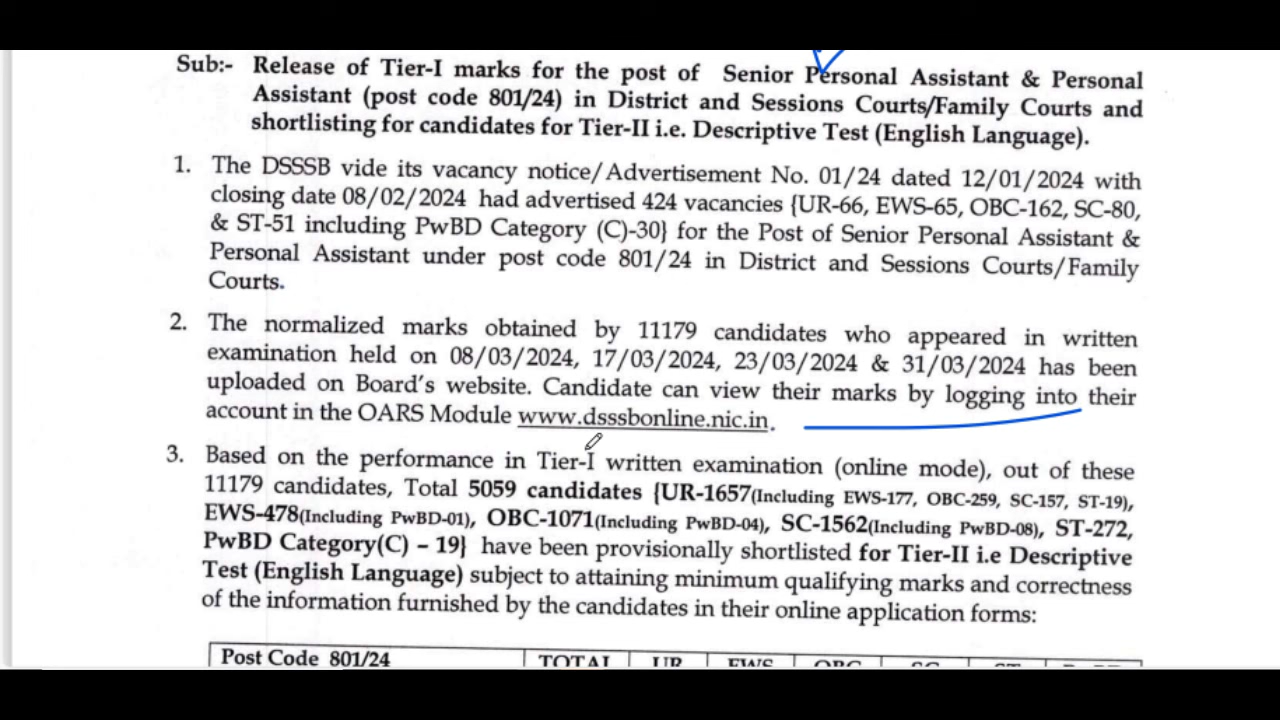 Sub:- Release of Tier-I marks for the post of Senior Personal Assistant & Personal
Assistant (post code 801/24) in District and Sessions Courts/Family Courts and
shortlisting for candidates for Tier-II i.e. Descriptive Test (English Language).
1. The DSSSB vide its vacancy notice/Advertisement No. 01/24 dated 12/01/2024 with
closing date 08/02/2024 had advertised 424 vacancies {UR-66, EWS-65, OBC-162, SC-80,
& ST-51 including PwBD Category (C)-30} for the Post of Senior Personal Assistant &
Personal Assistant under post code 801/24 in District and Sessions Courts/Family
Courts.
2. The normalized marks obtained by 11179 candidates who appeared in written
examination held on 08/03/2024, 17/03/2024, 23/03/2024 & 31/03/2024 has been
uploaded on Board's website. Candidate can view their marks by logging into their
account in the OARS Module www.dsssbonline.nic.in.
3. Based on the performance in Tier-I written examination (online mode), out of these
11179 candidates, Total 5059 candidates {UR-1657(Including EWS-177, OBC-259, SC-157, ST-19),
EWS-478(Including PwBD-01), OBC-1071(Including PwBD-04), SC-1562(Including PwBD-08), ST-272,
PwBD Category(C) – 19} have been provisionally shortlisted for Tier-II i.e Descriptive
Test (English Language) subject to attaining minimum qualifying marks and correctness
of the information furnished by the candidates in their online application forms:
Post Code 801/24 TOTAL UR EWS OBC SC ST